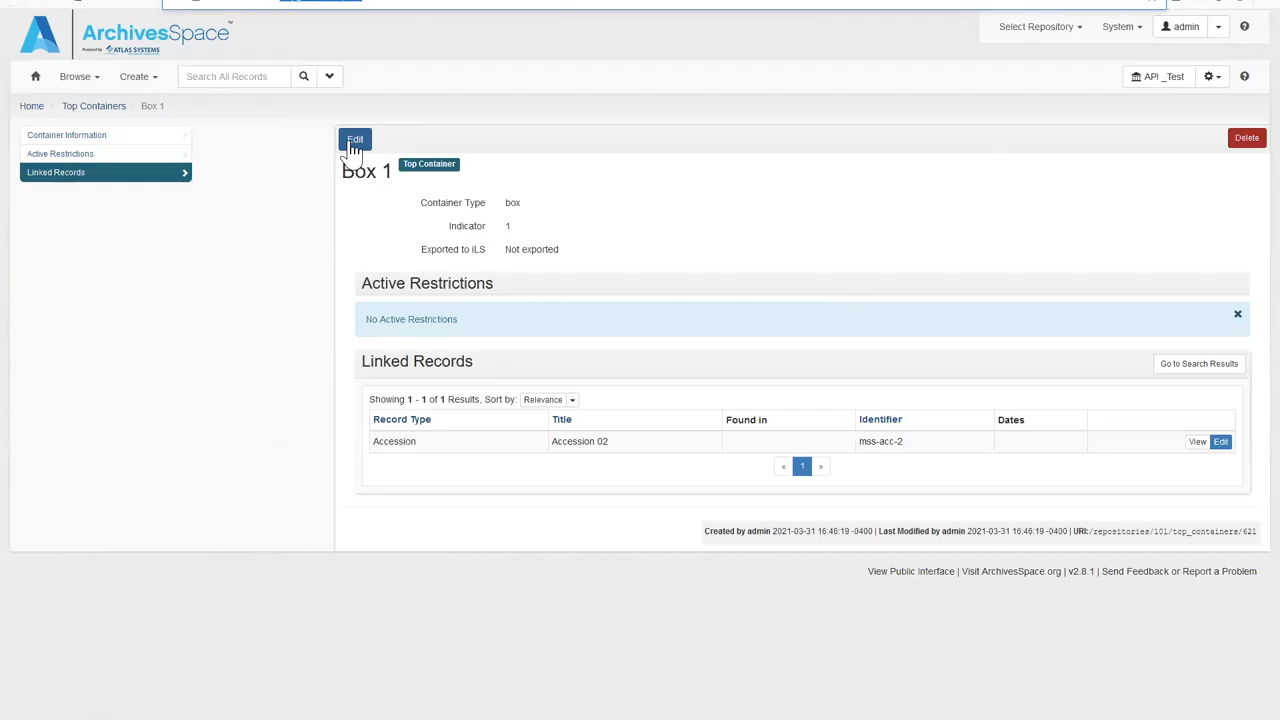 ArchivesSpace™
Powered by ATLAS SYSTEMS
Select Repository
System
admin
Browse
Create
Search All Records
API _Test
Home / Top Containers / Box 1
Container Information
Active Restrictions
Linked Records
Edit
Delete
Box 1 Top Container
Container Type box
Indicator 1
Exported to ILS Not exported
Active Restrictions
No Active Restrictions
Linked Records
Go to Search Results
Showing 1 - 1 of 1 Results, Sort by: Relevance
Record Type Title Found in Identifier Dates
Accession Accession 02 mss-acc-2 View Edit
« 1 »
Created by admin 2021-03-31 16:46:19 -0400 | Last Modified by admin 2021-03-31 16:46:19 -0400 | URI:/repositories/101/top_containers/621
View Public Interface | Visit ArchivesSpace.org | v2.8.1 | Send Feedback or Report a Problem